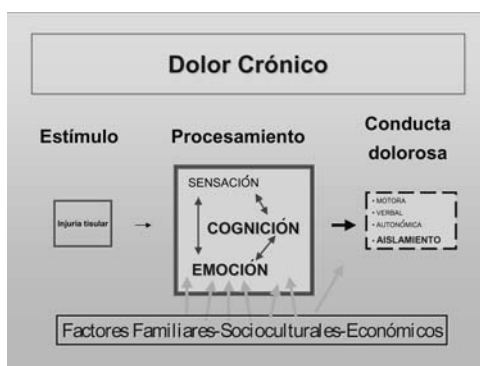 Dolor Crónico
Estímulo
Procesamiento
Conducta
dolorosa
Injuria tisular
SENSACIÓN
COGNICIÓN
EMOCIÓN
• MOTORA
• VERBAL
• AUTONÓMICA
• AISLAMIENTO
Factores Familiares-Socioculturales-Económicos